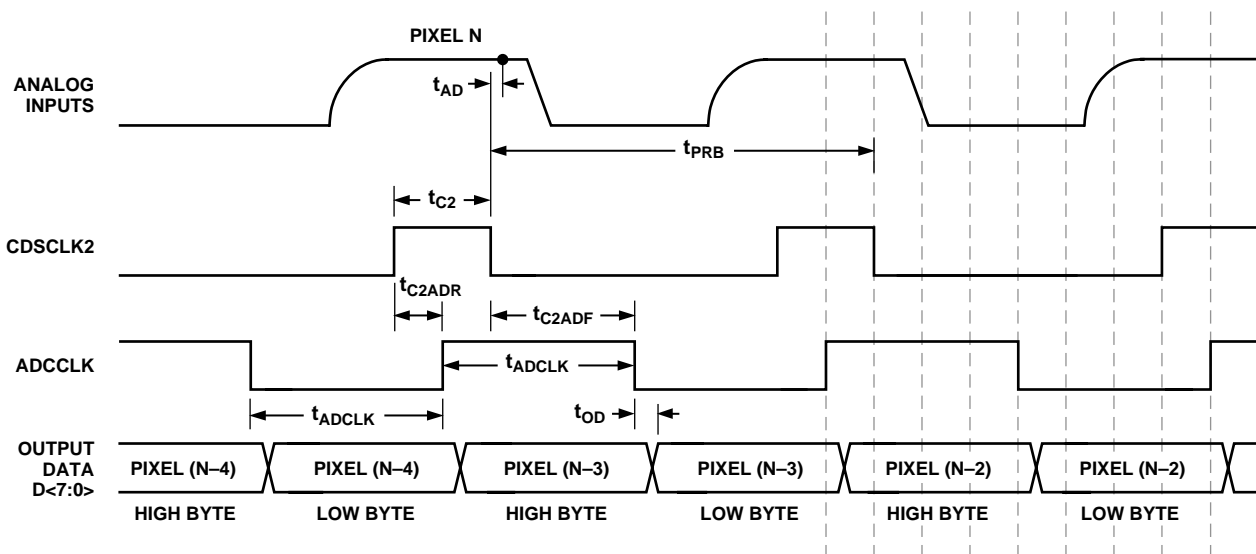 PIXEL N
ANALOG
INPUTS
tAD
tPRB
tC2
CDSCLK2
tC2ADR
tC2ADF
ADCCLK
tADCLK
tADCLK
tOD
OUTPUT
DATA
D<7:0>
PIXEL (N–4)
PIXEL (N–4)
PIXEL (N–3)
PIXEL (N–3)
PIXEL (N–2)
PIXEL (N–2)
HIGH BYTE
LOW BYTE
HIGH BYTE
LOW BYTE
HIGH BYTE
LOW BYTE